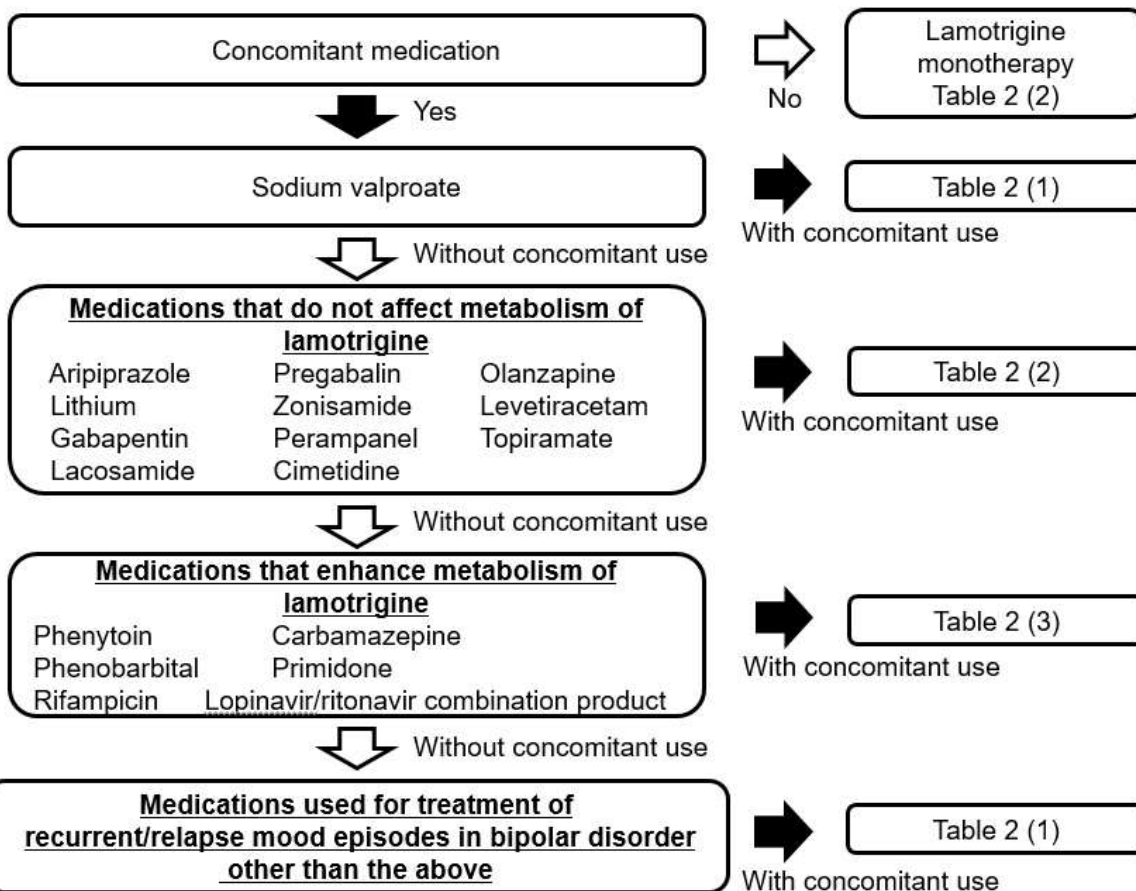 Concomitant medication
No
Lamotrigine
monotherapy
Table 2 (2)
Yes
Sodium valproate
Table 2 (1)
With concomitant use
Without concomitant use
Medications that do not affect metabolism of
lamotrigine
Aripiprazole Pregabalin Olanzapine
Lithium Zonisamide Levetiracetam
Gabapentin Perampanel Topiramate
Lacosamide Cimetidine
Table 2 (2)
With concomitant use
Without concomitant use
Medications that enhance metabolism of
lamotrigine
Phenytoin Carbamazepine
Phenobarbital Primidone
Rifampicin Lopinavir/ritonavir combination product
Table 2 (3)
With concomitant use
Without concomitant use
Medications used for treatment of
recurrent/relapse mood episodes in bipolar disorder
other than the above
Table 2 (1)
With concomitant use